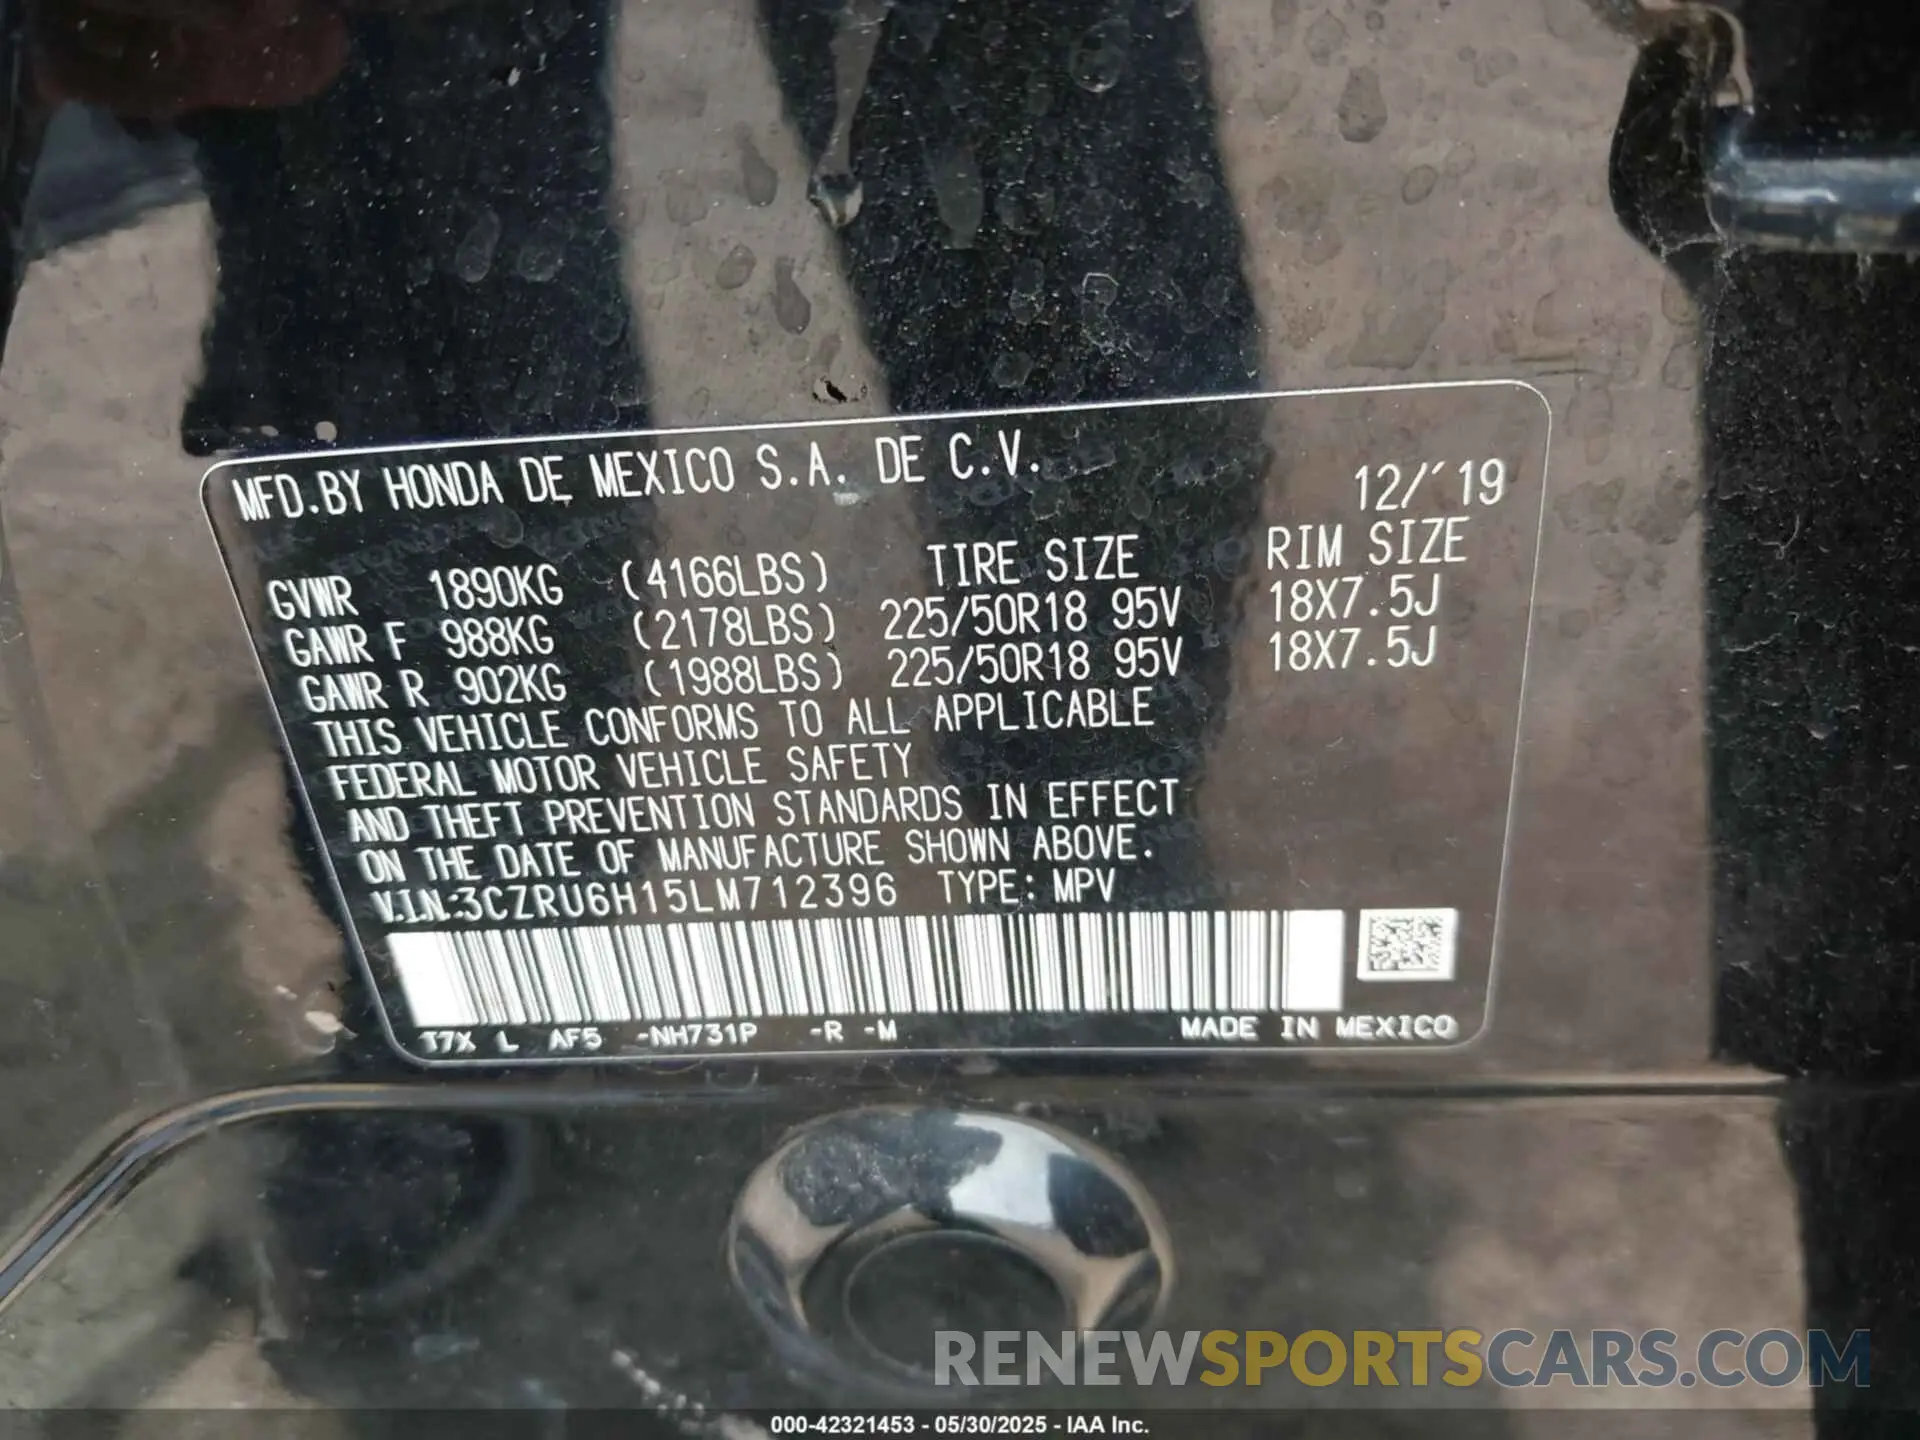 MFD.BY HONDA DE MEXICO S.A. DE C.V.
12/'19
GVWR 1890KG (4166LBS) TIRE SIZE RIM SIZE
GAWR F 988KG (2178LBS) 225/50R18 95V 18X7.5J
GAWR R 902KG (1988LBS) 225/50R18 95V 18X7.5J
THIS VEHICLE CONFORMS TO ALL APPLICABLE
FEDERAL MOTOR VEHICLE SAFETY
AND THEFT PREVENTION STANDARDS IN EFFECT
ON THE DATE OF MANUFACTURE SHOWN ABOVE.
V.I.N:3CZRU6H15LM712396 TYPE: MPV
T7X L AF5 -NH731P -R -M MADE IN MEXICO
RENEWSPORTSCARS.COM
000-42321453 - 05/30/2025 - IAA Inc.